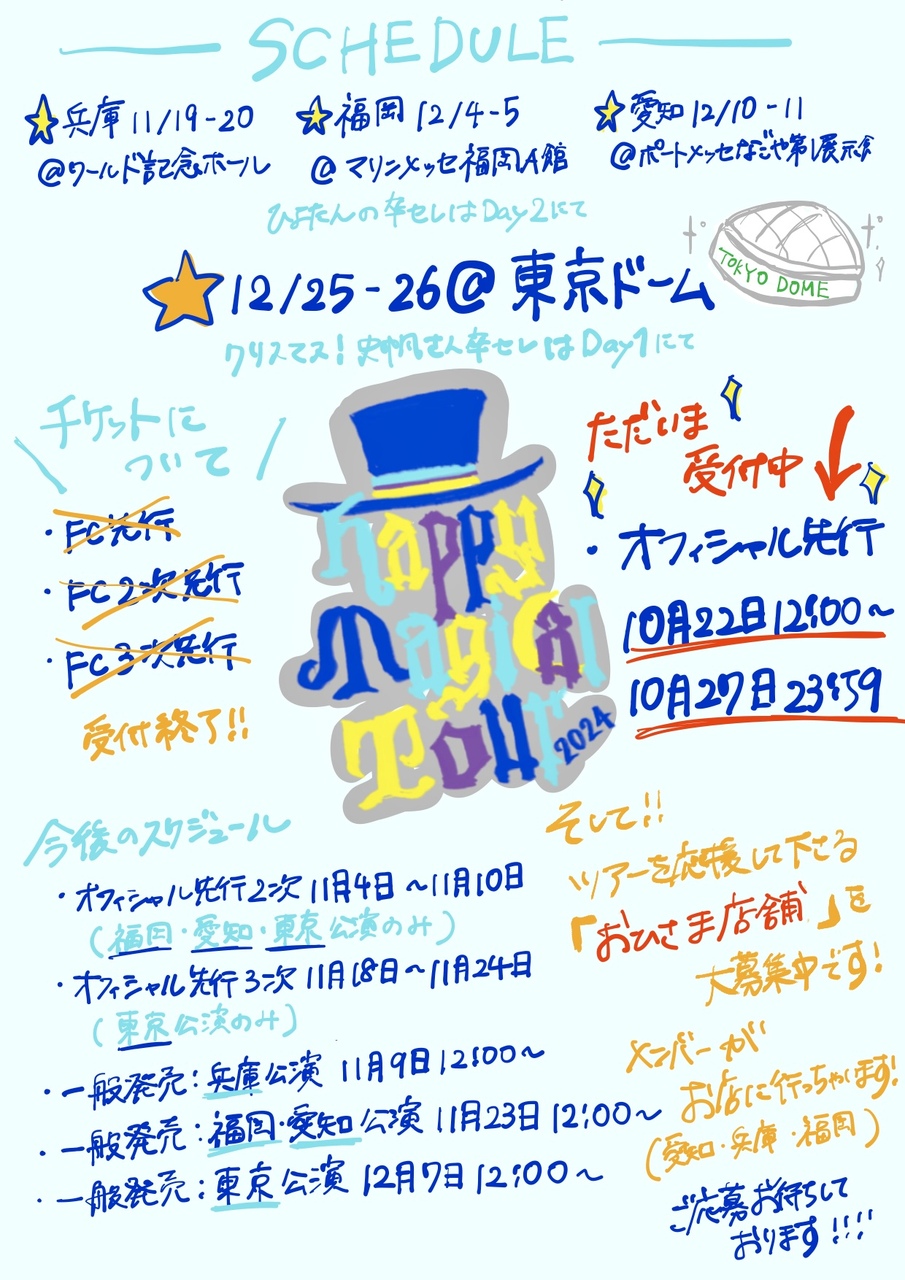 SCHEDULE
兵庫 11/19-20
@ワールド記念ホール
福岡 12/4-5
@マリンメッセ福岡A館
愛知 12/10-11
@ポートメッセなごや第1展示館
ひよたんの卒セレはDay2にて
12/25-26@東京ドーム
TOKYO DOME
クリスマス!史帆さん卒セレはDay1にて
チケットに
ついて
・FC先行
・FC2次先行
・FC3次先行
受付終了!!
Happy
Magical
Tour
2024
ただいま
受付中
・オフィシャル先行
10月22日12:00~
10月27日23:59
今後のスケジュール
・オフィシャル先行2次 11月4日~11月10日
(福岡・愛知・東京公演のみ)
・オフィシャル先行3次 11月18日~11月24日
(東京公演のみ)
・一般発売:兵庫公演 11月9日12:00~
・一般発売:福岡・愛知公演 11月23日12:00~
・一般発売:東京公演 12月7日12:00~
そして!!
ツアーを応援して下さる
「おひさま店舗」を
大募集中です!
メンバーが
お店に行っちゃいます!
(愛知・兵庫・福岡)
ご応募お待ちして
おります!!!!